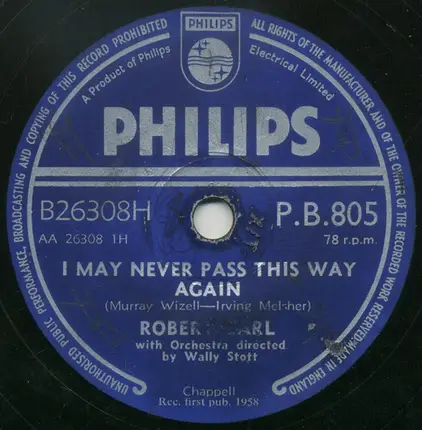 UNAUTHORISED PUBLIC PERFORMANCE, BROADCASTING AND COPYING OF THIS RECORD PROHIBITED
ALL RIGHTS OF THE MANUFACTURER AND OF THE OWNER OF THE RECORDED WORK RESERVED·MADE IN ENGLAND
PHILIPS
A Product of Philips Electrical Limited
PHILIPS
B26308H P.B.805
AA 26308 1H 78 r.p.m.
I MAY NEVER PASS THIS WAY
AGAIN
(Murray Wizell—Irving Melsher)
ROBERT EARL
with Orchestra directed
by Wally Stott
Chappell
Rec. first pub. 1958